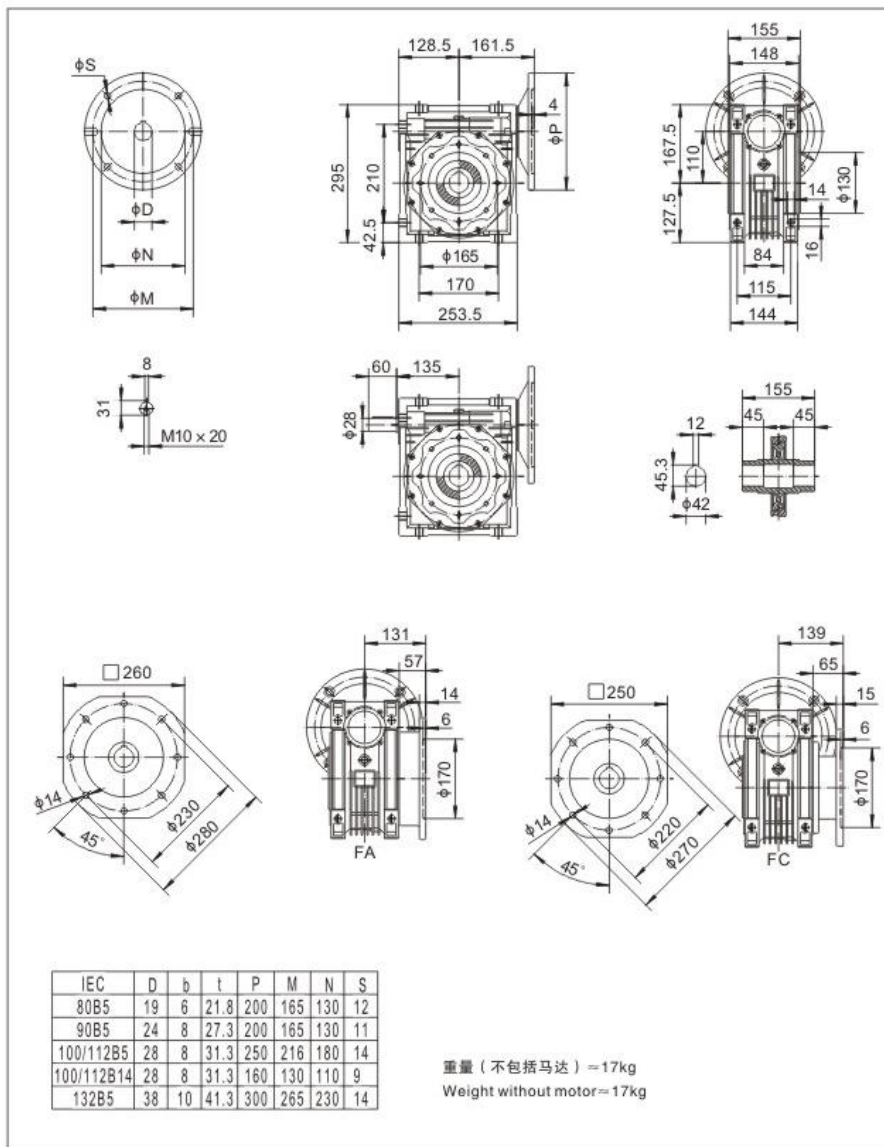 ϕS
ϕD
ϕN
ϕM
128.5 161.5
4
ϕP
295
210
42.5
ϕ165
170
253.5
155
148
167.5
110
127.5
ϕ130
14
16
84
115
144
8
31
M10×20
60 135
ϕ28
155
45 45
12
45.3
ϕ42
□260
ϕ14
45°
ϕ230
ϕ280
131
57
14
6
ϕ170
FA
□250
ϕ14
45°
ϕ220
ϕ270
139
65
15
6
ϕ170
FC
IEC D b t P M N S
80B5 19 6 21.8 200 165 130 12
90B5 24 8 27.3 200 165 130 11
100/112B5 28 8 31.3 250 216 180 14
100/112B14 28 8 31.3 160 130 110 9
132B5 38 10 41.3 300 265 230 14
重量（不包括马达）≈17kg
Weight without motor≈17kg